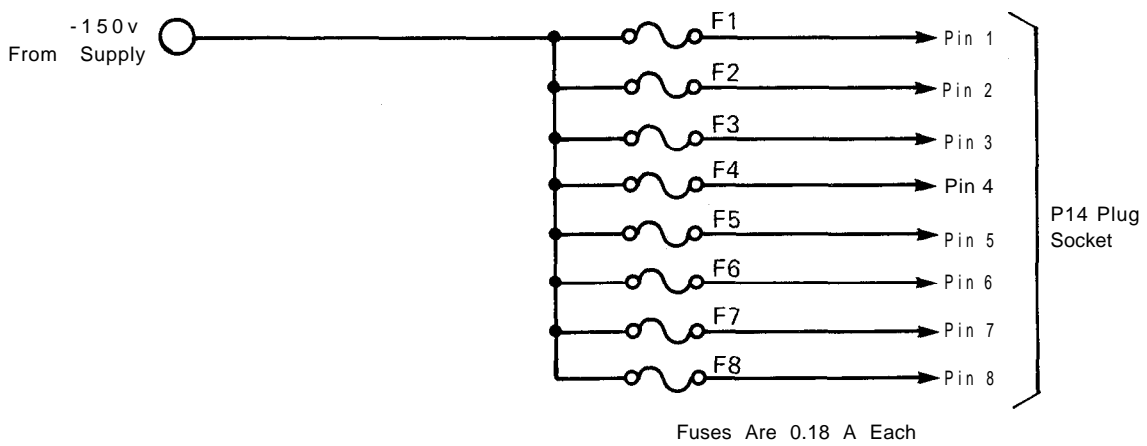 -150v
From Supply
F1
Pin 1
F2
Pin 2
F3
Pin 3
F4
Pin 4
F5
Pin 5
F6
Pin 6
F7
Pin 7
F8
Pin 8
P14 Plug
Socket
Fuses Are 0.18 A Each